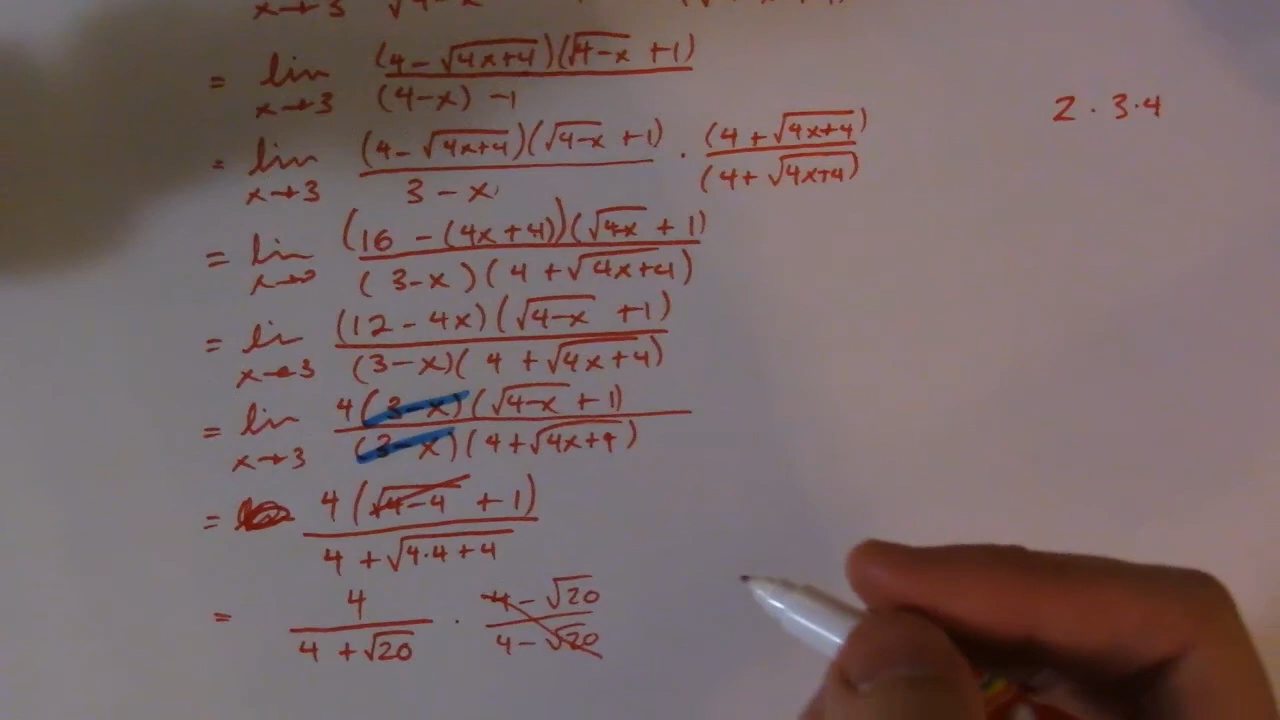 x→3 √4-x
= lim x→3 (4-√(4x+4))(√(4-x) +1) / (4-x) -1
2 · 3 · 4
= lim x→3 (4-√(4x+4))(√(4-x) +1) / 3-x · (4+√(4x+4)) / (4+√(4x+4))
= lim (16 - (4x+4))(√4x + 1) / (3-x)(4+√(4x+4))
= lim x→3 (12-4x)(√(4-x) +1) / (3-x)(4+√(4x+4))
= lim x→3 4(3-x)(√(4-x) +1) / (3-x)(4+√(4x+4))
= 4(√(4-4) +1) / 4+√(4·4+4)
= 4 / 4+√20 · 4-√20 / 4-√20